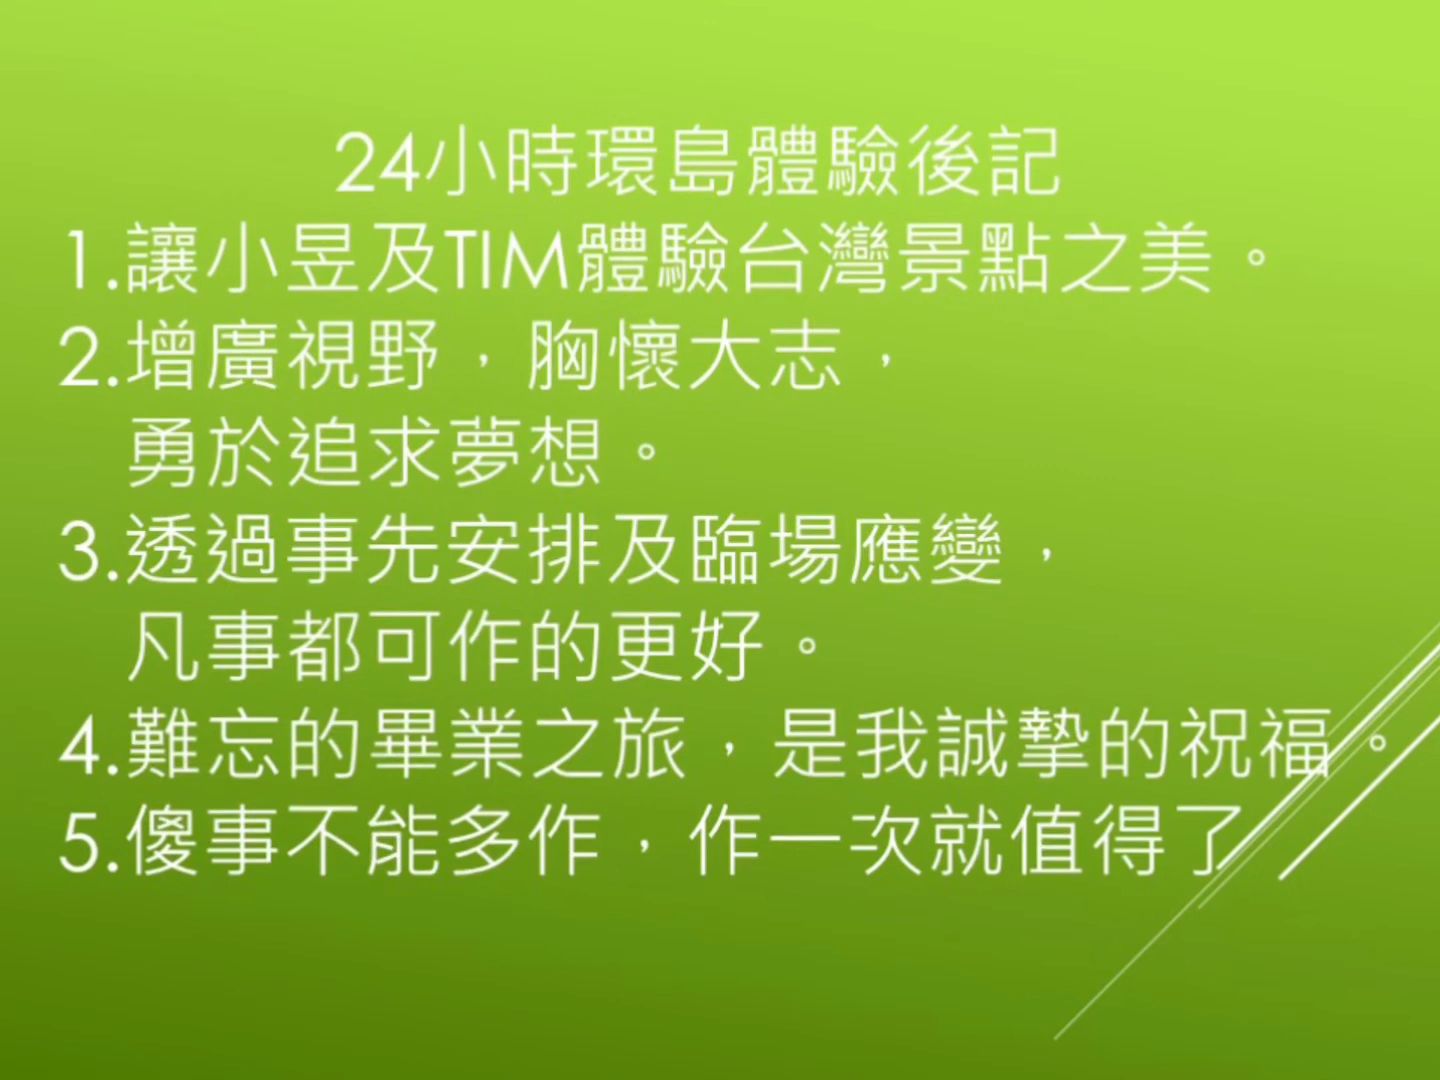 24小時環島體驗後記
1.讓小昱及TIM體驗台灣景點之美。
2.增廣視野，胸懷大志，
勇於追求夢想。
3.透過事先安排及臨場應變，
凡事都可作的更好。
4.難忘的畢業之旅，是我誠摯的祝福。
5.傻事不能多作，作一次就值得了